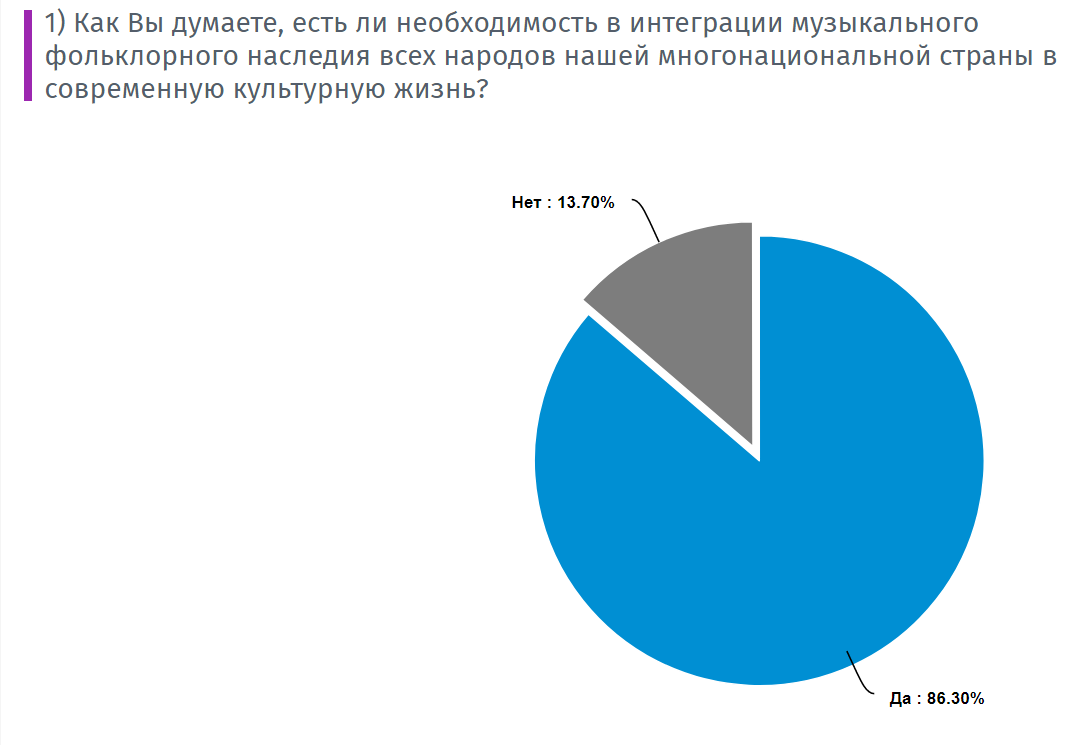 1) Как Вы думаете, есть ли необходимость в интеграции музыкального
фольклорного наследия всех народов нашей многонациональной страны в
современную культурную жизнь?
Нет : 13.70%
Да : 86.30%